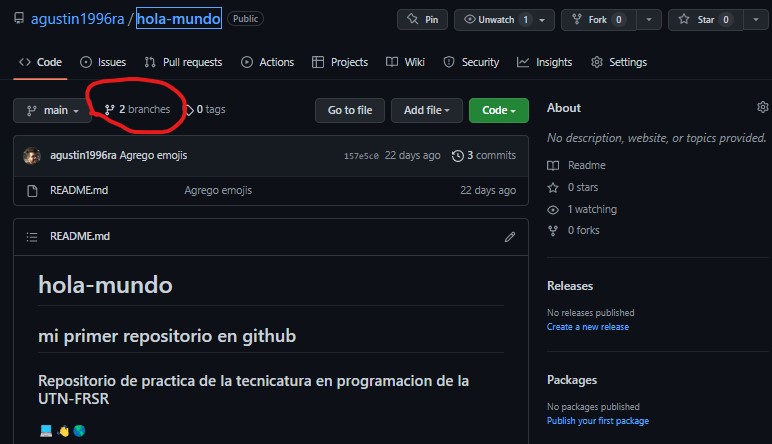 agustin1996ra / hola-mundo Public
Pin
Unwatch 1
Fork 0
Star 0
Code
Issues
Pull requests
Actions
Projects
Wiki
Security
Insights
Settings
main
2 branches
0 tags
Go to file
Add file
Code
agustin1996ra Agrego emojis
157e5c0 22 days ago
3 commits
README.md
Agrego emojis
22 days ago
README.md
hola-mundo
mi primer repositorio en github
Repositorio de practica de la tecnicatura en programacion de la
UTN-FRSR
About
No description, website, or topics provided.
Readme
0 stars
1 watching
0 forks
Releases
No releases published
Create a new release
Packages
No packages published
Publish your first package